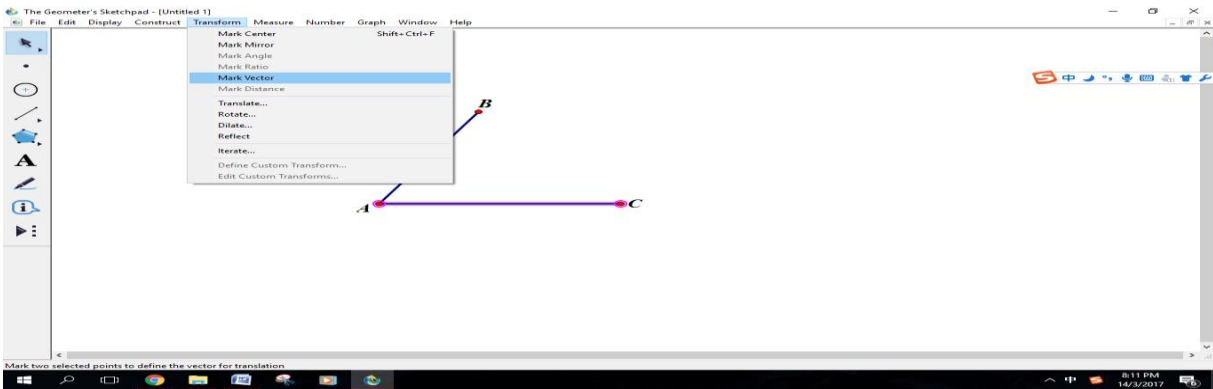 The Geometer's Sketchpad - [Untitled 1]
File Edit Display Construct Transform Measure Number Graph Window Help
Mark Center Shift+Ctrl+F
Mark Mirror
Mark Angle
Mark Ratio
Mark Vector
Mark Distance
Translate...
Rotate...
Dilate...
Reflect
Iterate...
Define Custom Transform...
Edit Custom Transforms...
中
B
A
A C
Mark two selected points to define the vector for translation
中 8:11 PM
14/3/2017